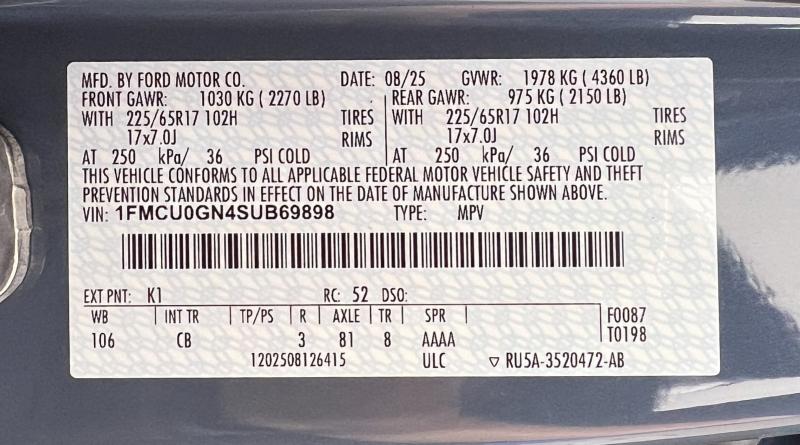 MFD. BY FORD MOTOR CO. DATE: 08/25 GVWR: 1978 KG ( 4360 LB)
FRONT GAWR: 1030 KG ( 2270 LB) REAR GAWR: 975 KG ( 2150 LB)
WITH 225/65R17 102H TIRES WITH 225/65R17 102H TIRES
17x7.0J RIMS 17x7.0J RIMS
AT 250 kPa/ 36 PSI COLD AT 250 kPa/ 36 PSI COLD
THIS VEHICLE CONFORMS TO ALL APPLICABLE FEDERAL MOTOR VEHICLE SAFETY AND THEFT
PREVENTION STANDARDS IN EFFECT ON THE DATE OF MANUFACTURE SHOWN ABOVE.
VIN: 1FMCU0GN4SUB69898 TYPE: MPV
EXT PNT: K1 RC: 52 DSO:
WB INT TR TP/PS R AXLE TR SPR F0087
106 CB 3 81 8 AAAA T0198
1202508126415 ULC ▽ RU5A-3520472-AB